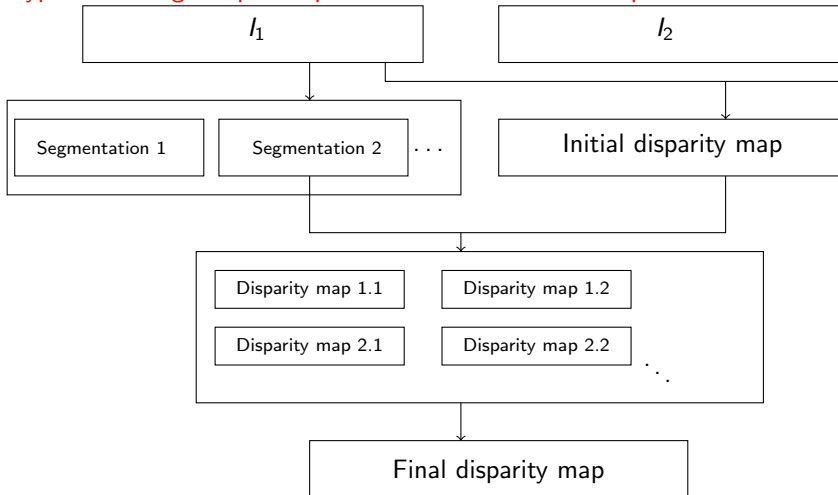 I1 I2
Segmentation 1 Segmentation 2 ... Initial disparity map
Disparity map 1.1 Disparity map 1.2
Disparity map 2.1 Disparity map 2.2
⋱
Final disparity map